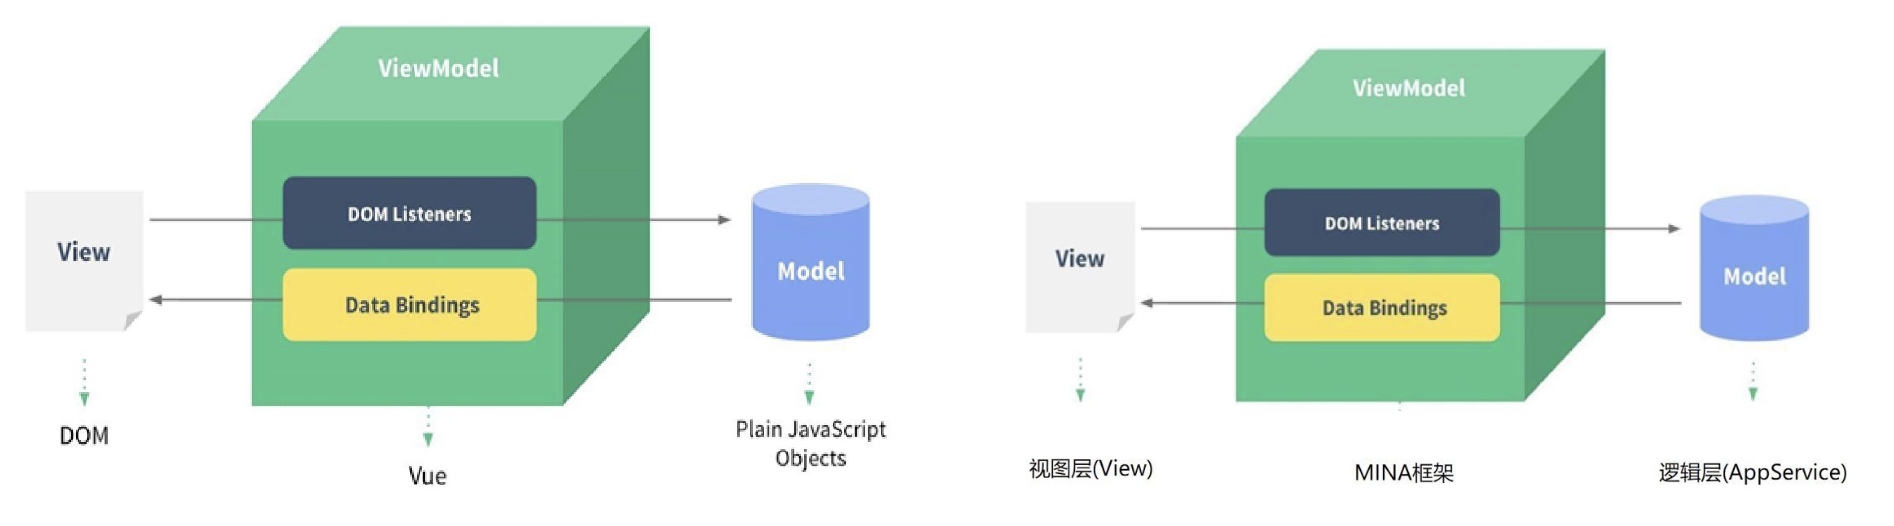 ViewModel
DOM Listeners
View
Data Bindings
Model
DOM
Vue
Plain JavaScript
Objects
ViewModel
DOM Listeners
View
Data Bindings
Model
视图层(View)
MINA框架
逻辑层(AppService)